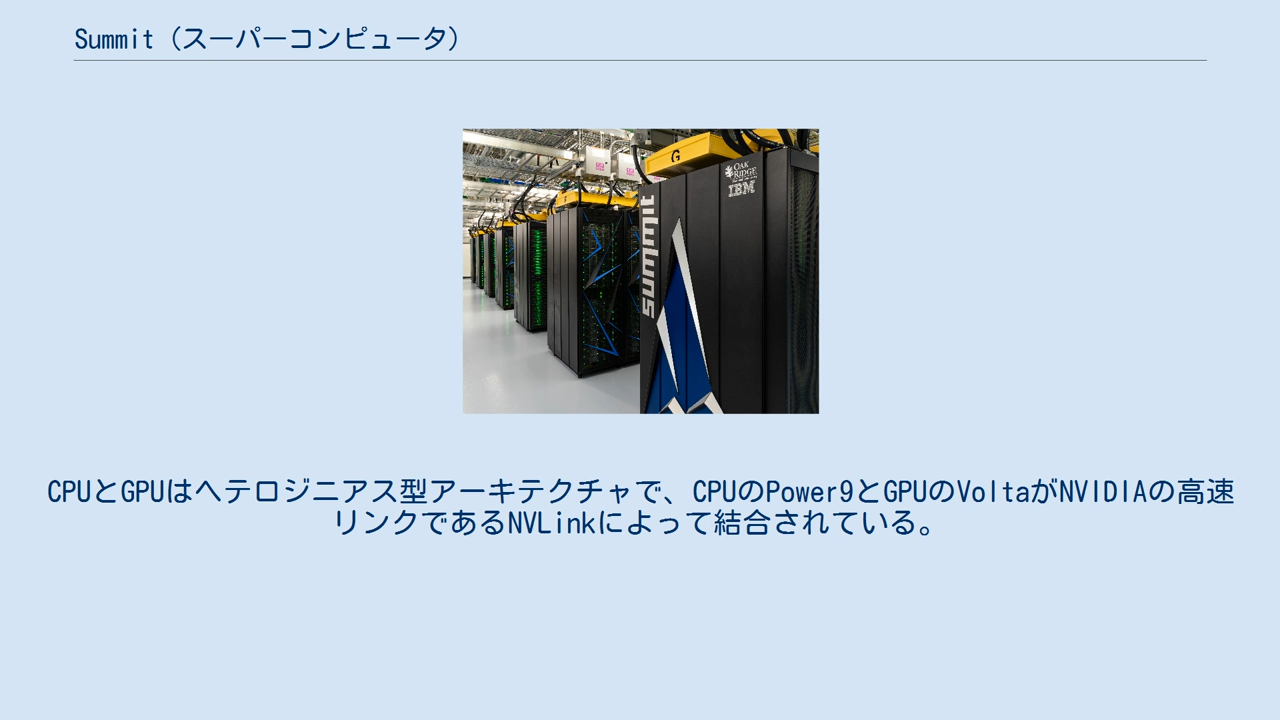 Summit（スーパーコンピュータ）
G
OAK
RIDGE
IBM
summit
CPUとGPUはヘテロジニアス型アーキテクチャで、CPUのPower9とGPUのVoltaがNVIDIAの高速
リンクであるNVLinkによって結合されている。